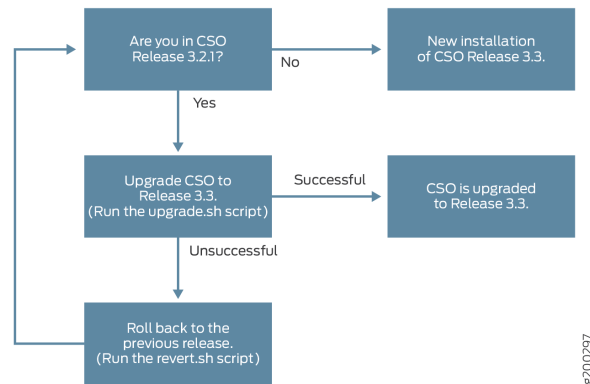 Are you in CSO
Release 3.2.1?
No
New installation
of CSO Release 3.3.
Yes
Upgrade CSO to
Release 3.3.
(Run the upgrade.sh script)
Successful
CSO is upgraded
to Release 3.3.
Unsuccessful
Roll back to the
previous release.
(Run the revert.sh script)
g200297